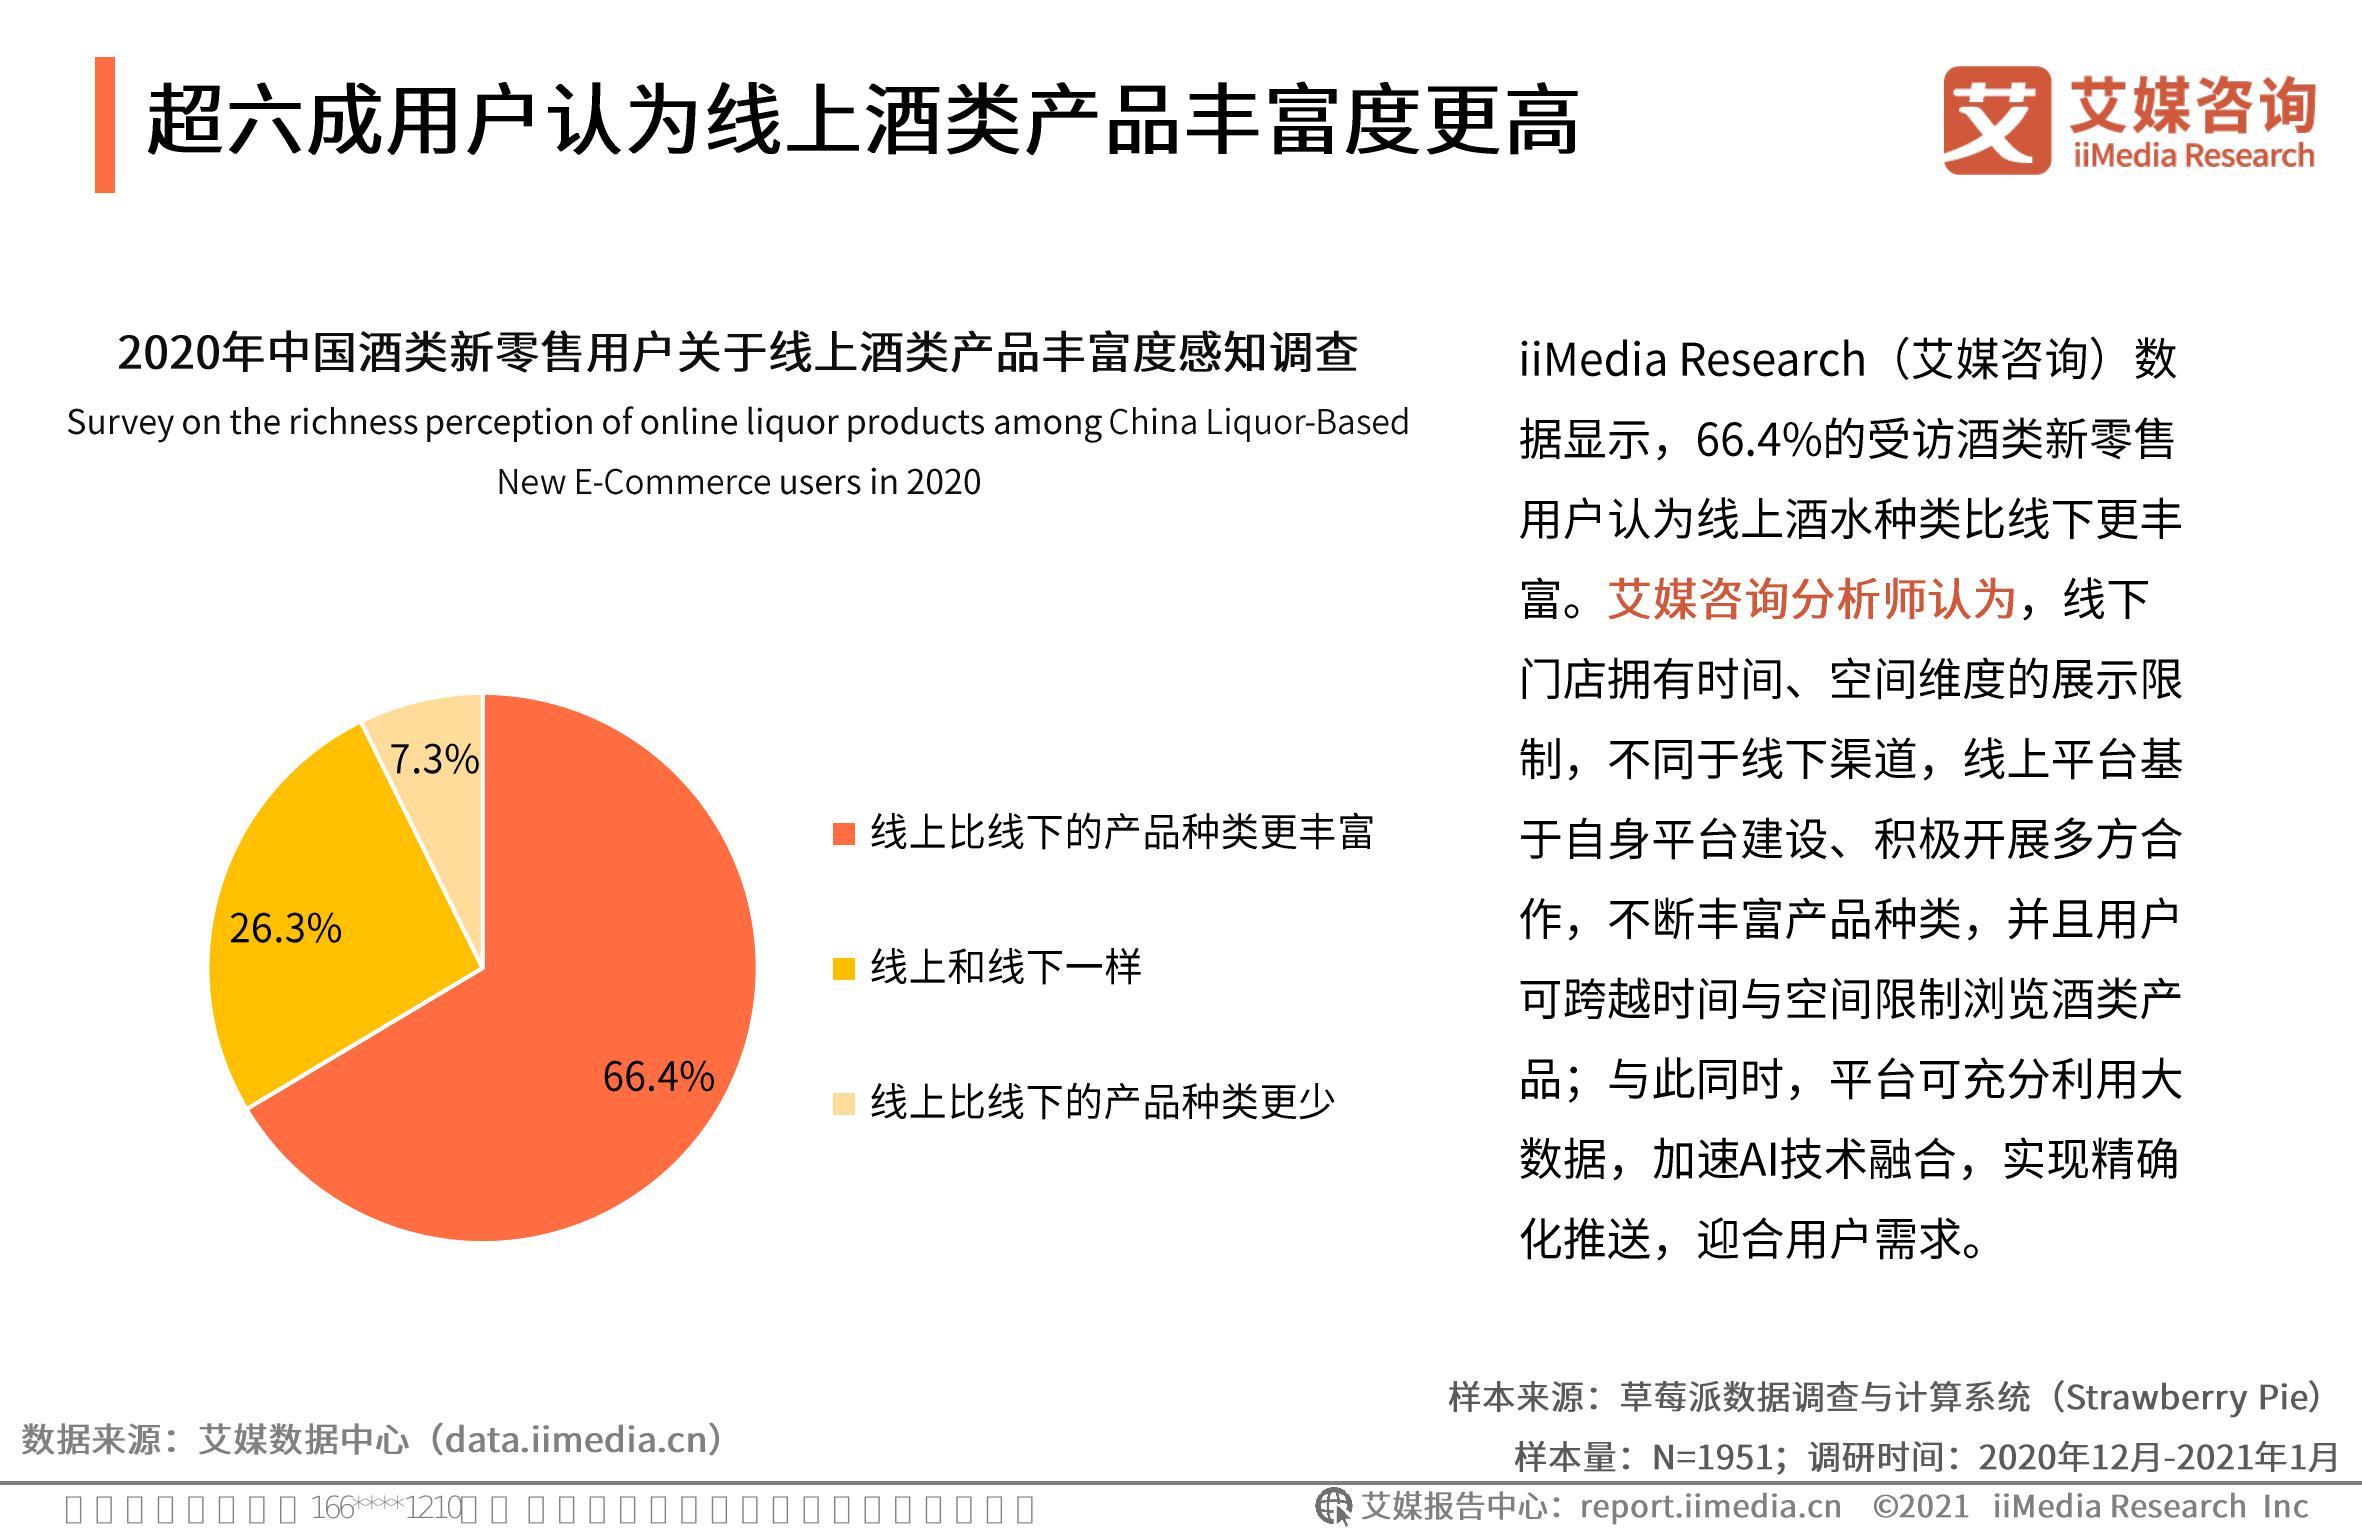 超六成用户认为线上酒类产品丰富度更高
艾 艾媒咨询
iiMedia Research
2020年中国酒类新零售用户关于线上酒类产品丰富度感知调查
Survey on the richness perception of online liquor products among China Liquor-Based
New E-Commerce users in 2020
7.3%
26.3%
66.4%
线上比线下的产品种类更丰富
线上和线下一样
线上比线下的产品种类更少
iiMedia Research（艾媒咨询）数
据显示，66.4%的受访酒类新零售
用户认为线上酒水种类比线下更丰
富。艾媒咨询分析师认为，线下
门店拥有时间、空间维度的展示限
制，不同于线下渠道，线上平台基
于自身平台建设、积极开展多方合
作，不断丰富产品种类，并且用户
可跨越时间与空间限制浏览酒类产
品；与此同时，平台可充分利用大
数据，加速AI技术融合，实现精确
化推送，迎合用户需求。
样本来源：草莓派数据调查与计算系统（Strawberry Pie）
数据来源：艾媒数据中心（data.iimedia.cn）
样本量：N=1951；调研时间：2020年12月-2021年1月
166****1210
艾媒报告中心：report.iimedia.cn ©2021 iiMedia Research Inc